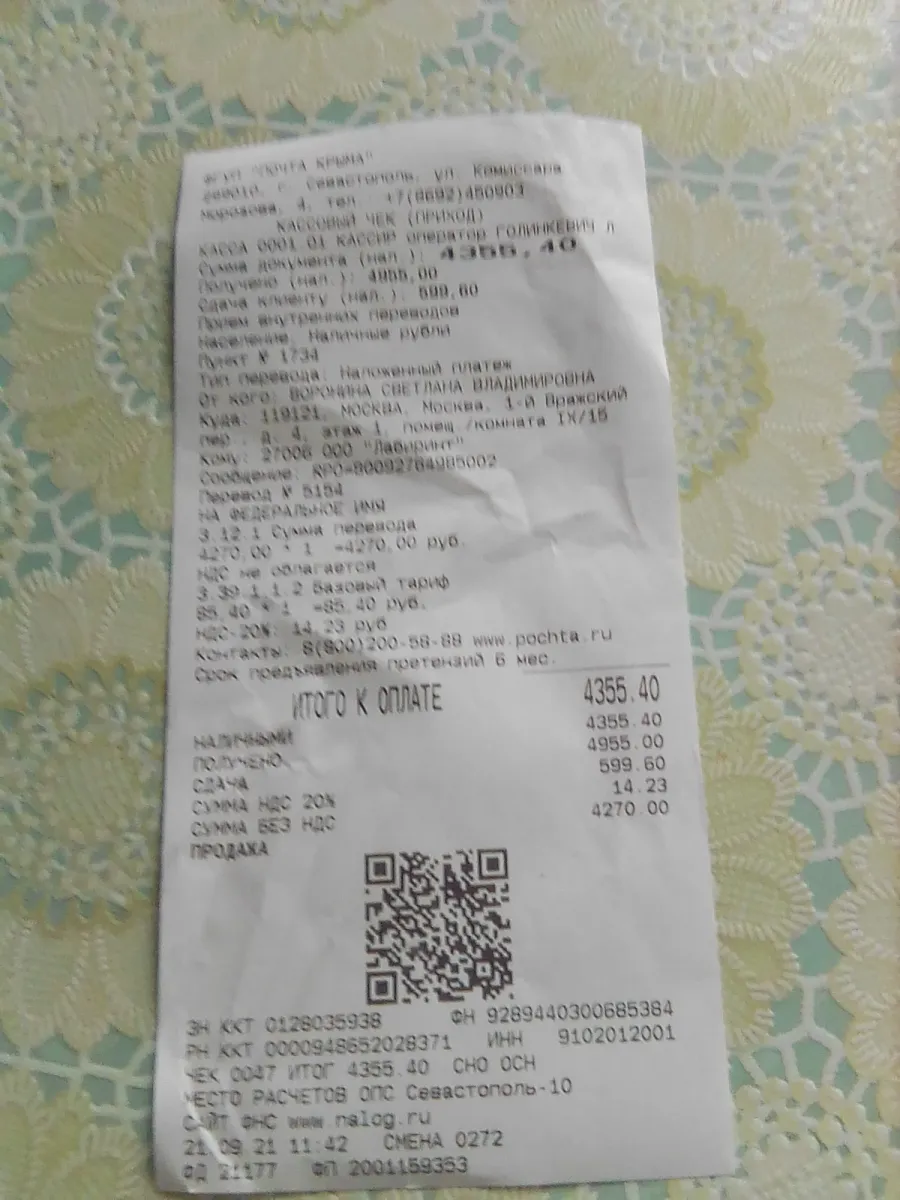 ФГУП "ПОЧТА КРЫМА"
299010, г. Севастополь, ул. Комиссара
Морозова, 4, тел.: +7(8692)450903
КАССОВЫЙ ЧЕК (ПРИХОД)
КАССА 0001.01 КАССИР оператор ГОЛИНКЕВИЧ Л
Сумма документа (нал.): 4355,40
Получено (нал.): 4955,00
Сдача клиенту (нал.): 599,60
Прием внутренних переводов
Население, Наличные рубли
Пункт № 1734
Тип перевода: Наложенный платеж
От кого: ВОРОНИНА СВЕТЛАНА ВЛАДИМИРОВНА
Куда: 119121, МОСКВА, Москва, 1-й Вражский
пер., д. 4, этаж 1, помещ /комната IX/15
Кому: 27006 ООО "Лабиринт"
Сообщение: RPO=80092764985002
Перевод № 5154
НА ФЕДЕРАЛЬНОЕ ИМЯ
3.12.1 Сумма перевода
4270.00 * 1 =4270.00 руб.
НДС не облагается
3.39.1.1.2 Базовый тариф
85.40 * 1 =85.40 руб.
НДС-20%: 14.23 руб
Контакты: 8(800)200-58-88 www.pochta.ru
Срок предъявления претензий 6 мес.
ИТОГО К ОПЛАТЕ 4355.40
НАЛИЧНЫМИ 4355.40
ПОЛУЧЕНО 4955.00
СДАЧА 599.60
СУММА НДС 20% 14.23
СУММА БЕЗ НДС 4270.00
ПРОДАЖА
ЗН ККТ 0128035938 ФН 9289440300685384
РН ККТ 0000948652028371 ИНН 9102012001
ЧЕК 0047 ИТОГ 4355.40 СНО ОСН
МЕСТО РАСЧЕТОВ ОПС Севастополь-10
САЙТ ФНС www.nalog.ru
21.09.21 11:42 СМЕНА 0272
ФД 21177 ФП 2001159353